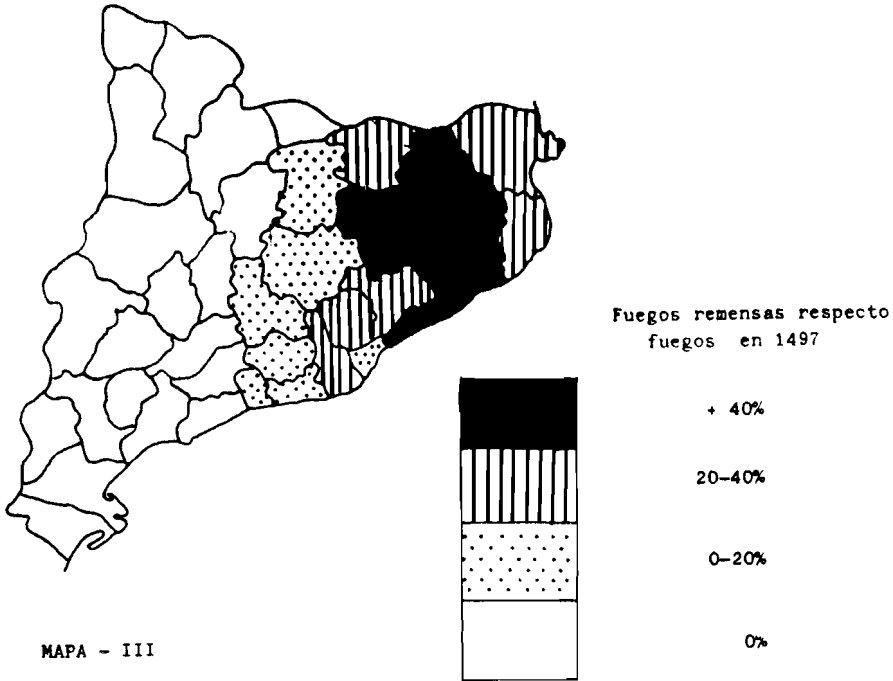 Fuegos remensas respecto
fuegos en 1497
+ 40%
20-40%
0-20%
0%
MAPA - III